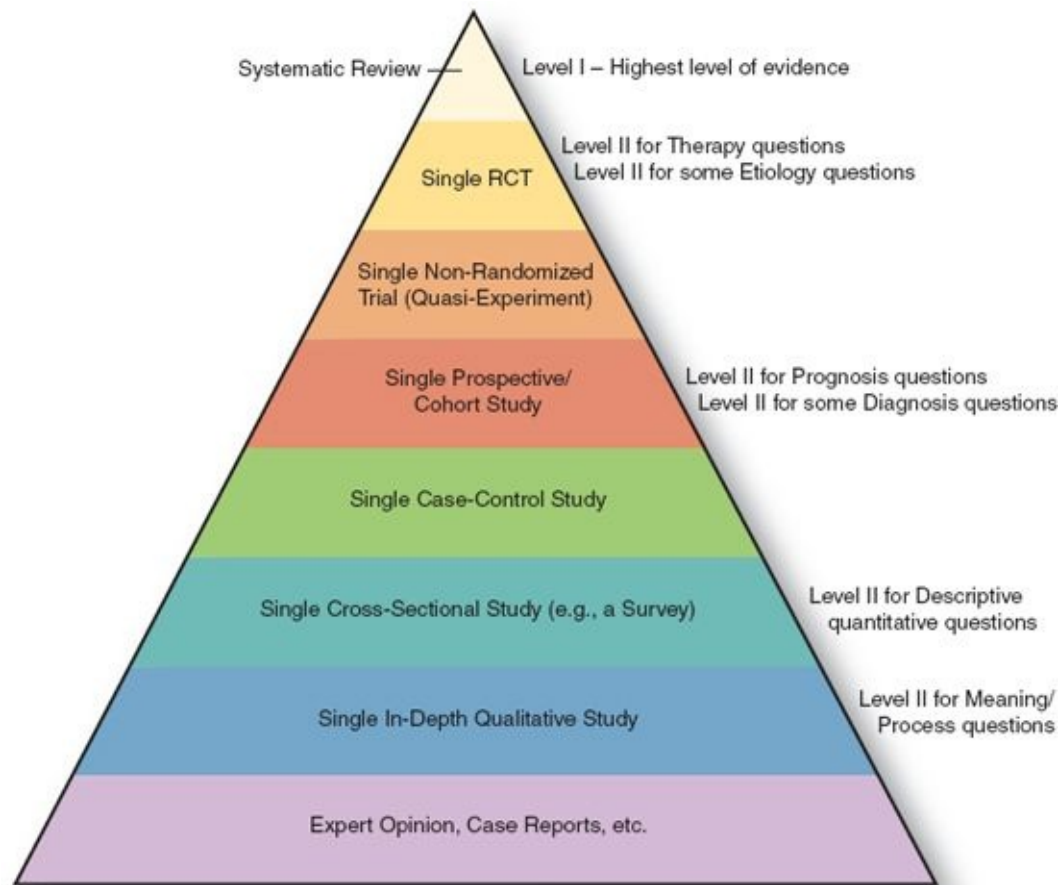 Systematic Review
Level I – Highest level of evidence
Level II for Therapy questions
Level II for some Etiology questions
Single RCT
Single Non-Randomized
Trial (Quasi-Experiment)
Single Prospective/
Cohort Study
Level II for Prognosis questions
Level II for some Diagnosis questions
Single Case-Control Study
Single Cross-Sectional Study (e.g., a Survey)
Level II for Descriptive
quantitative questions
Single In-Depth Qualitative Study
Level II for Meaning/
Process questions
Expert Opinion, Case Reports, etc.